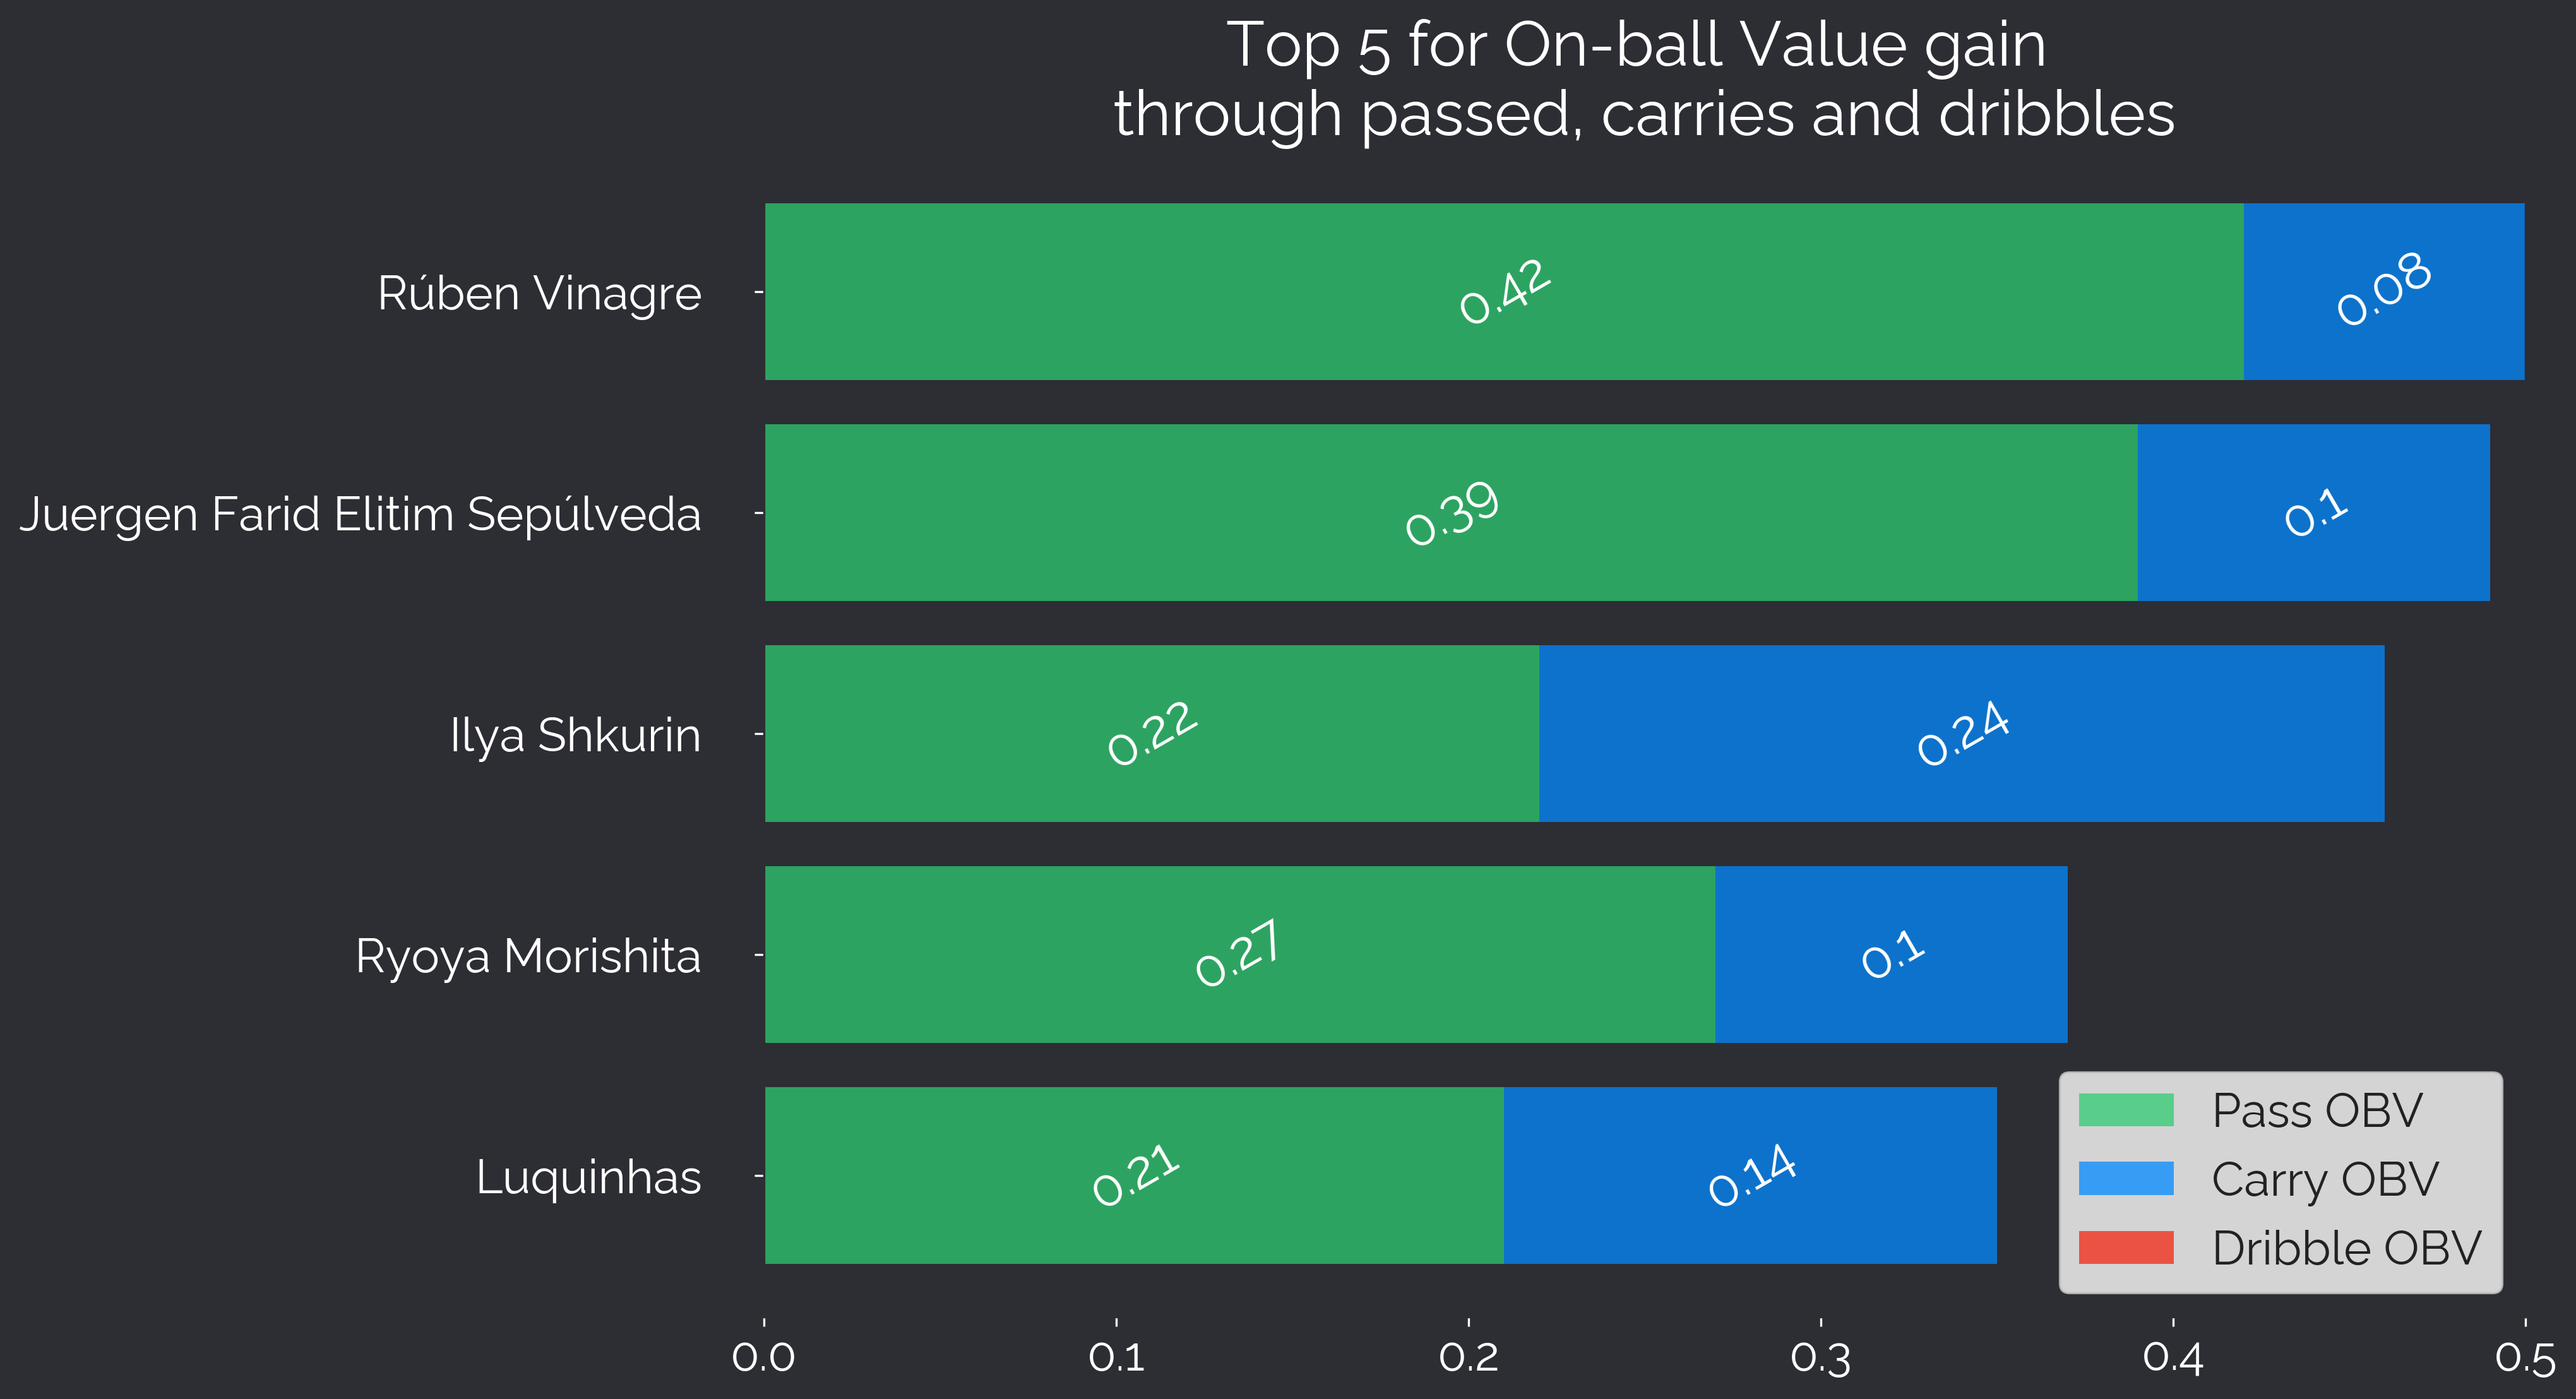 Top 5 for On-ball Value gain
through passed, carries and dribbles
Rúben Vinagre 0.42 0.08
Juergen Farid Elitim Sepúlveda 0.39 0.1
Ilya Shkurin 0.22 0.24
Ryoya Morishita 0.27 0.1
Luquinhas 0.21 0.14
Pass OBV
Carry OBV
Dribble OBV
0.0 0.1 0.2 0.3 0.4 0.5